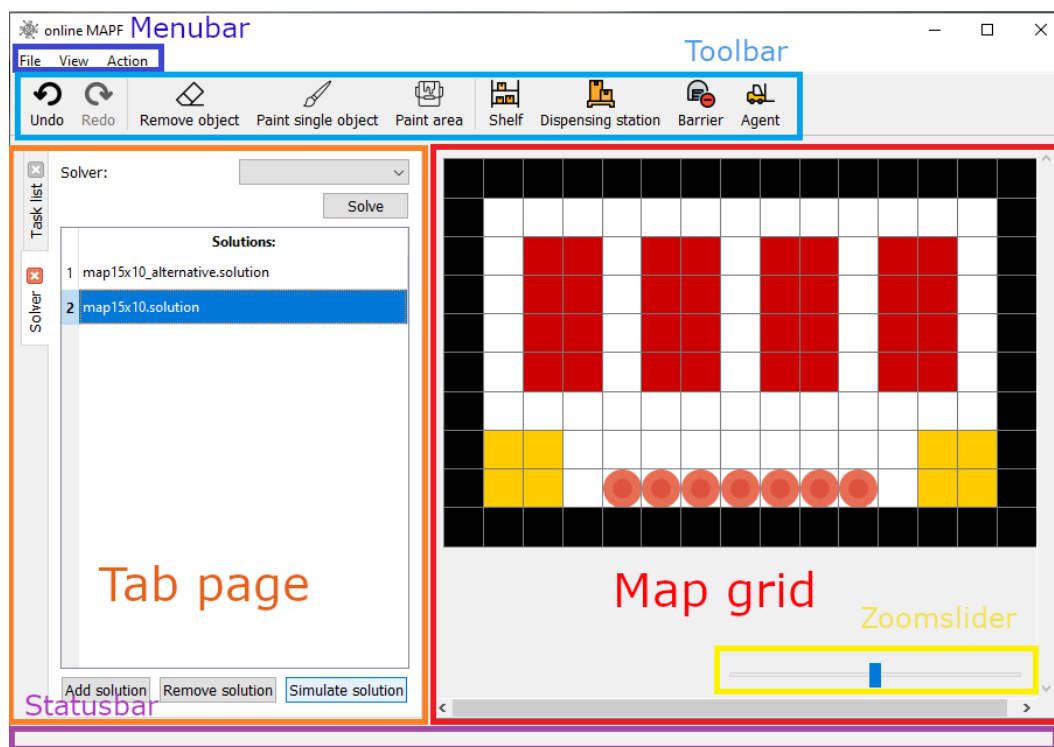 online MAPF Menubar
File View Action
Toolbar
Undo Redo Remove object Paint single object Paint area Shelf Dispensing station Barrier Agent
Task list
Solver
Solver:
Solve
Solutions:
1 map15x10_alternative.solution
2 map15x10.solution
Tab page
Map grid
Zoomslider
Add solution Remove solution Simulate solution
Statusbar